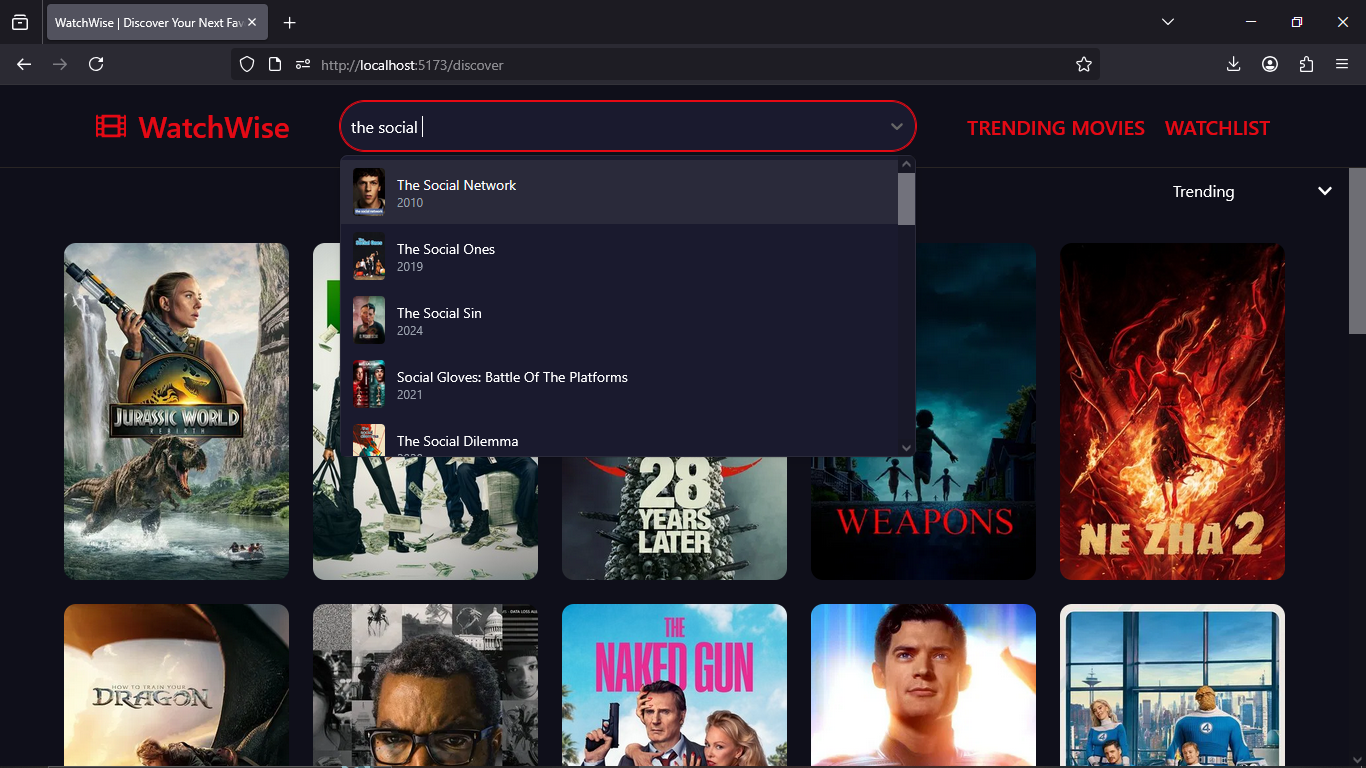 WatchWise | Discover Your Next Fav
http://localhost:5173/discover
WatchWise
the social
TRENDING MOVIES
WATCHLIST
Trending
The Social Network
2010
The Social Ones
2019
The Social Sin
2024
Social Gloves: Battle Of The Platforms
2021
The Social Dilemma
JURASSIC WORLD
REBIRTH
28
YEARS
LATER
WEAPONS
NE ZHA 2
HOW TO TRAIN YOUR
DRAGON
THE
NAKED GUN
4